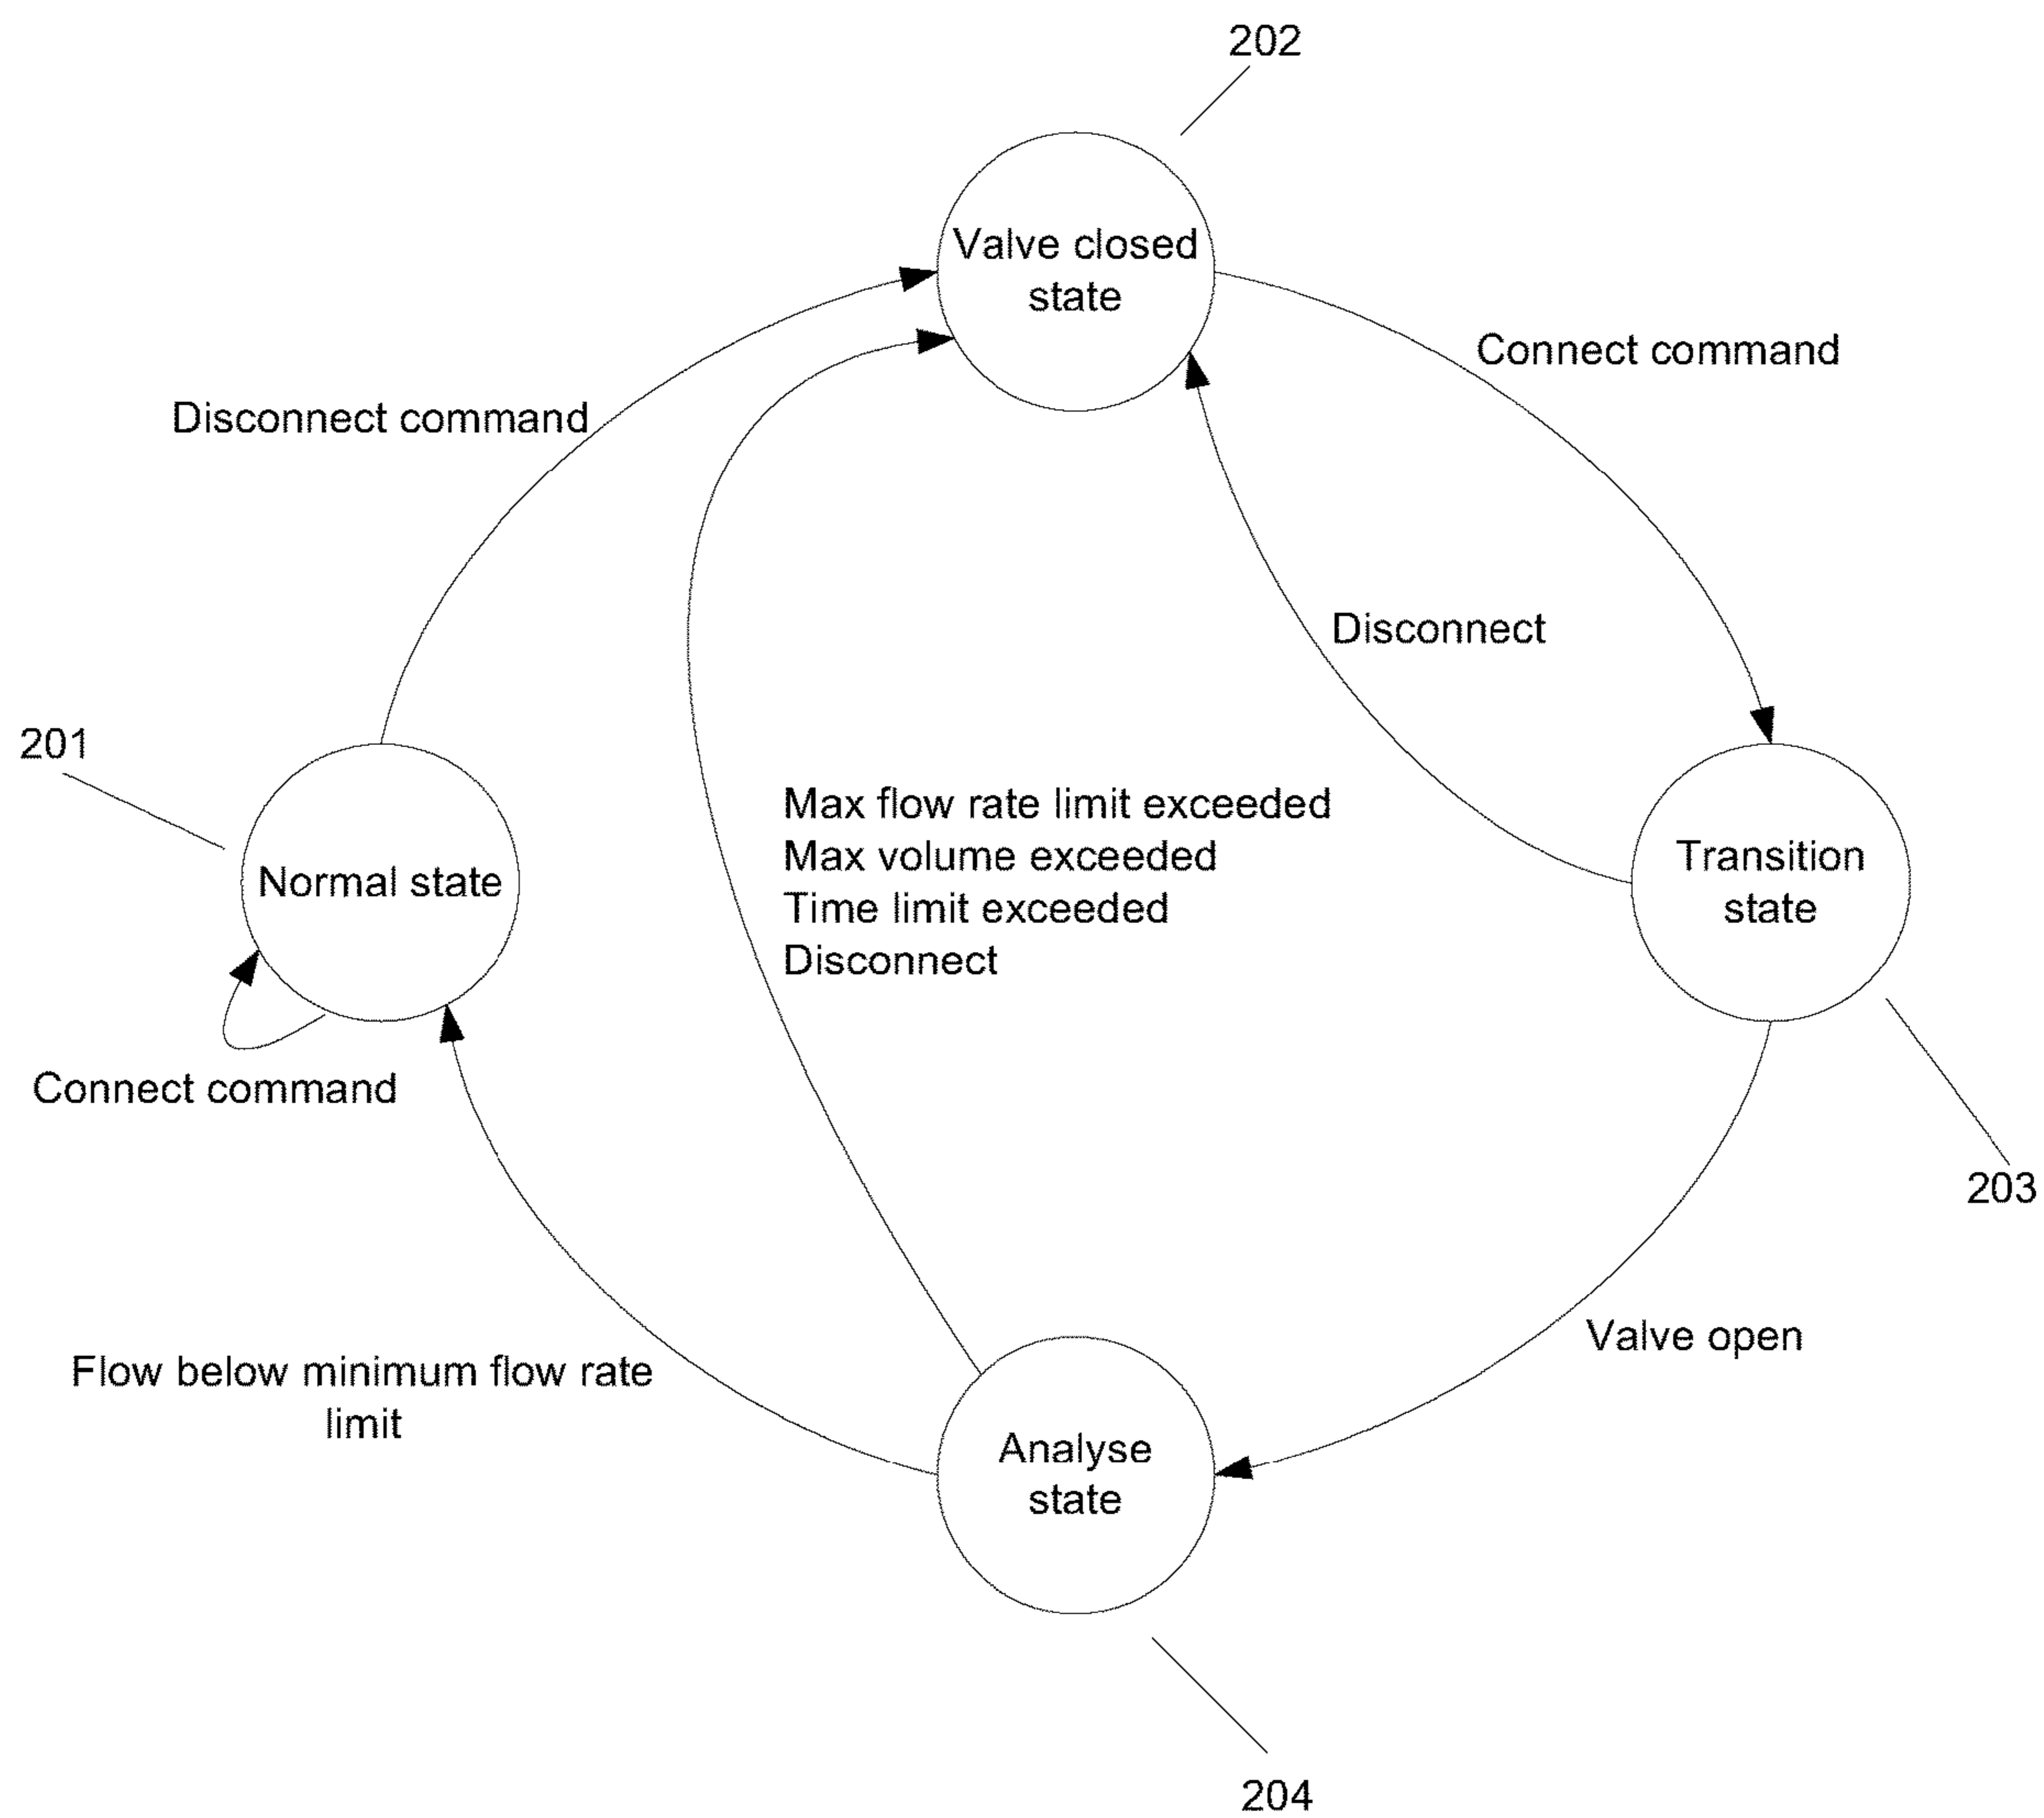 202
Valve closed
state
Connect command
Disconnect command
Disconnect
201
Max flow rate limit exceeded
Max volume exceeded
Time limit exceeded
Disconnect
Normal state
Transition
state
Connect command
203
Valve open
Flow below minimum flow rate
limit
Analyse
state
204